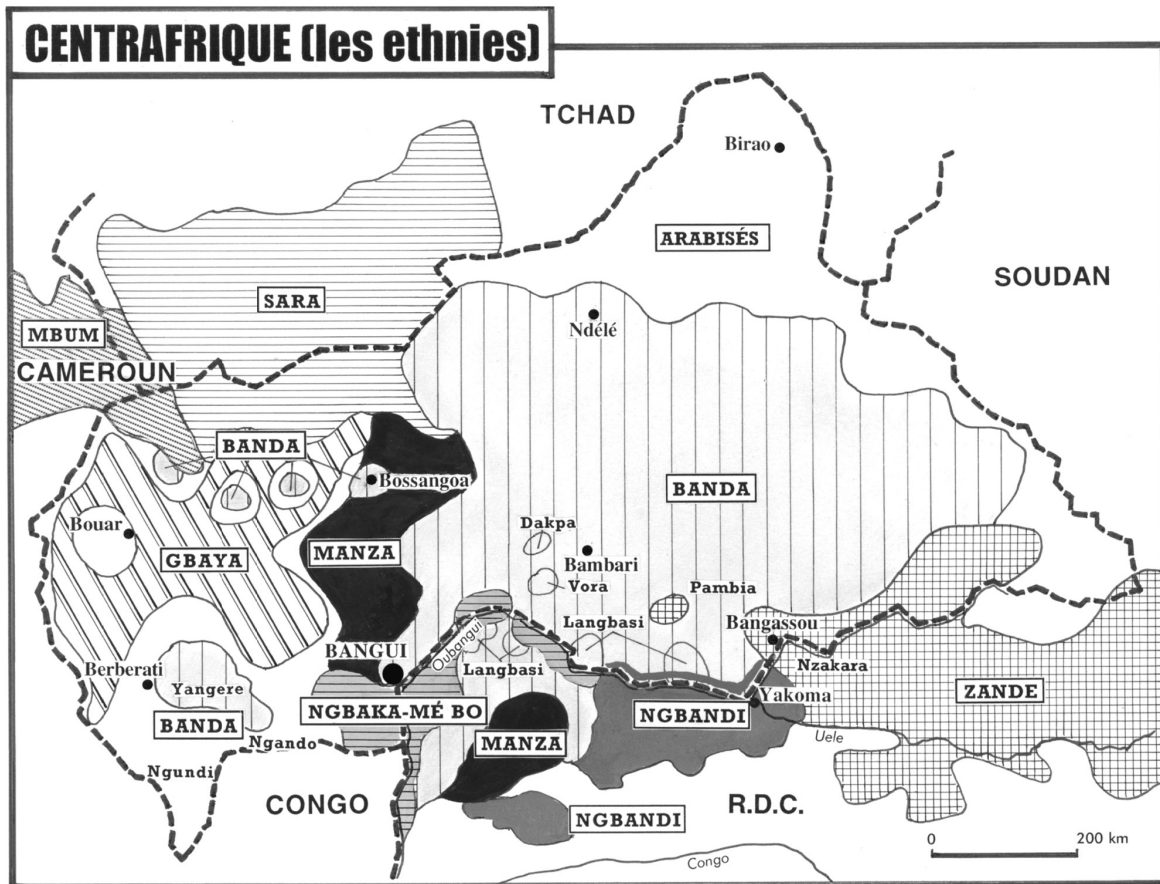 CENTRAFRIQUE (les ethnies)
TCHAD
Birao
ARABISÉS
SOUDAN
SARA
Ndélé
MBUM
CAMEROUN
BANDA
Bossangoa
BANDA
Bouar
Dakpa
MANZA
Bambari
GBAYA
Vora
Pambia
Langbasi
Bangassou
BANGUI
Oubangui
Nzakara
Berberati
Langbasi
Yangere
ZANDE
Yakoma
NGBAKA-MÉ BO
NGBANDI
BANDA
Uele
Ngando
MANZA
Ngundi
CONGO
R.D.C.
NGBANDI
0 200 km
Congo